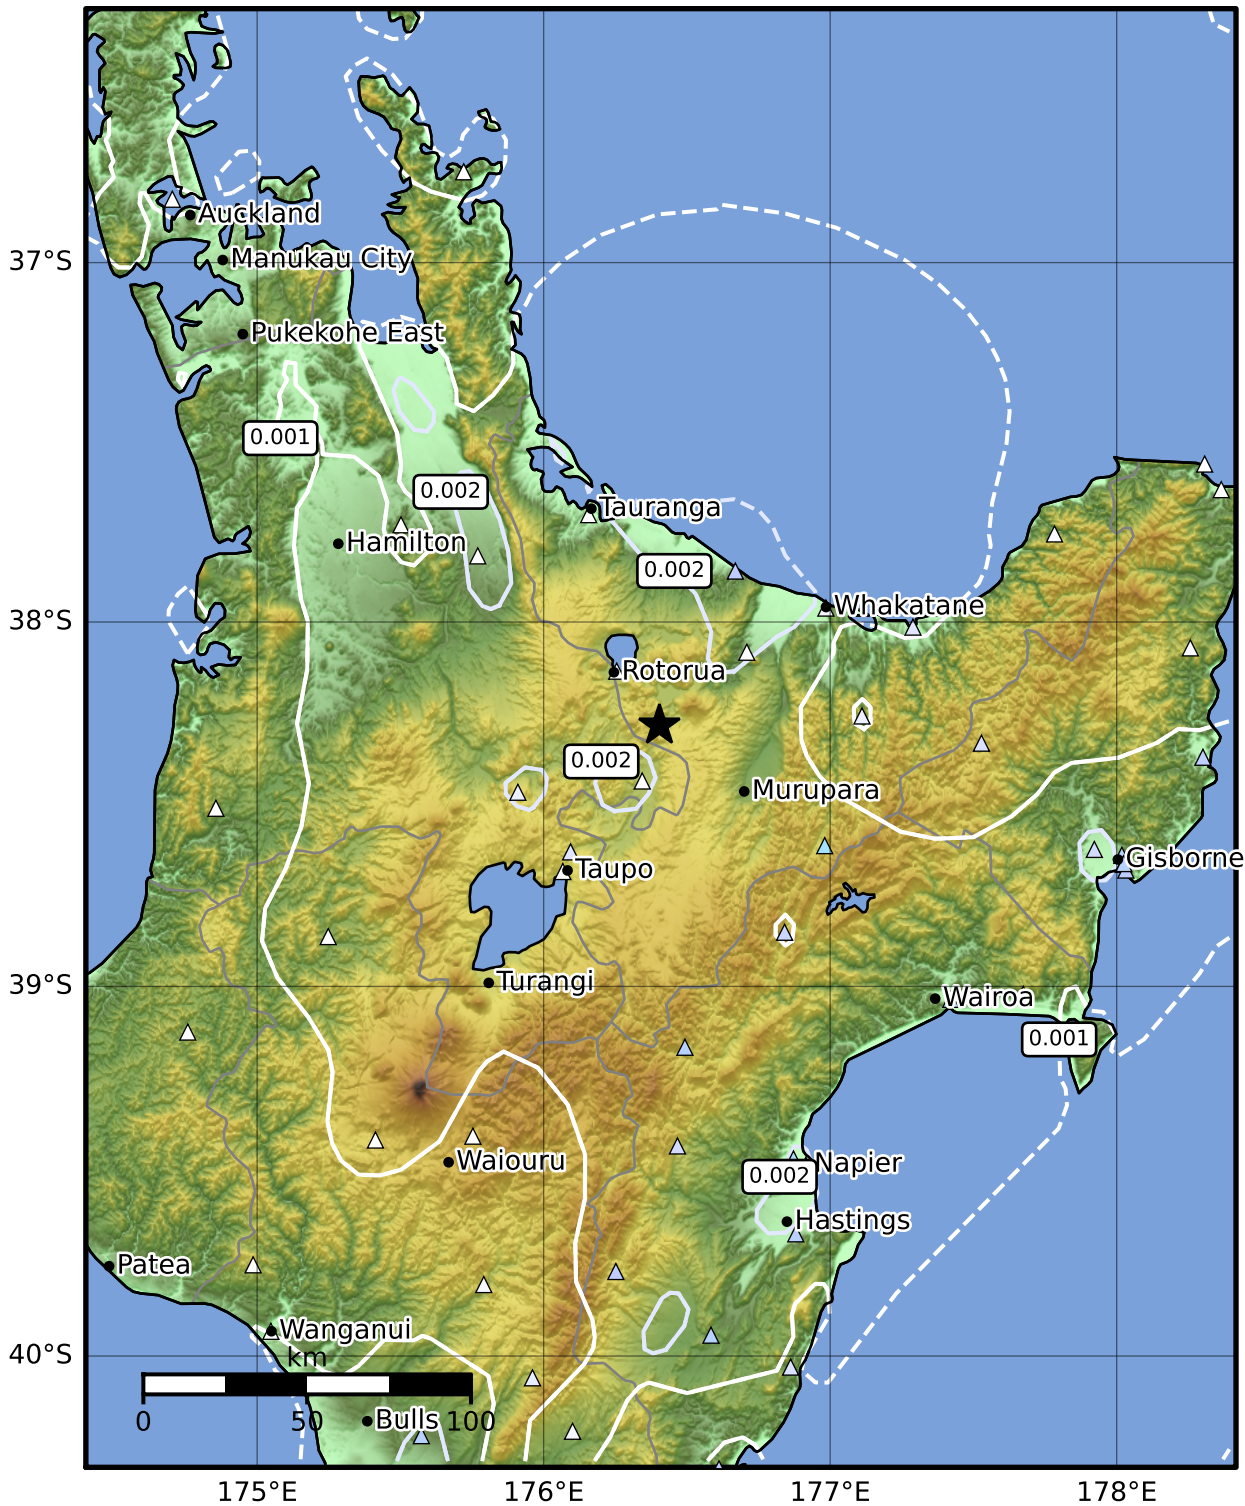 Auckland
37°S
Manukau City
Pukekohe East
0.001
0.002
Tauranga
Hamilton
0.002
38°S
Whakatane
Rotorua
0.002
Murupara
Gisborne
Taupo
39°S
Turangi
Wairoa
0.001
Waiouru
Napier
0.002
Hastings
Patea
Wanganui
40°S
km
0 50 100
Bulls
175°E 176°E 177°E 178°E